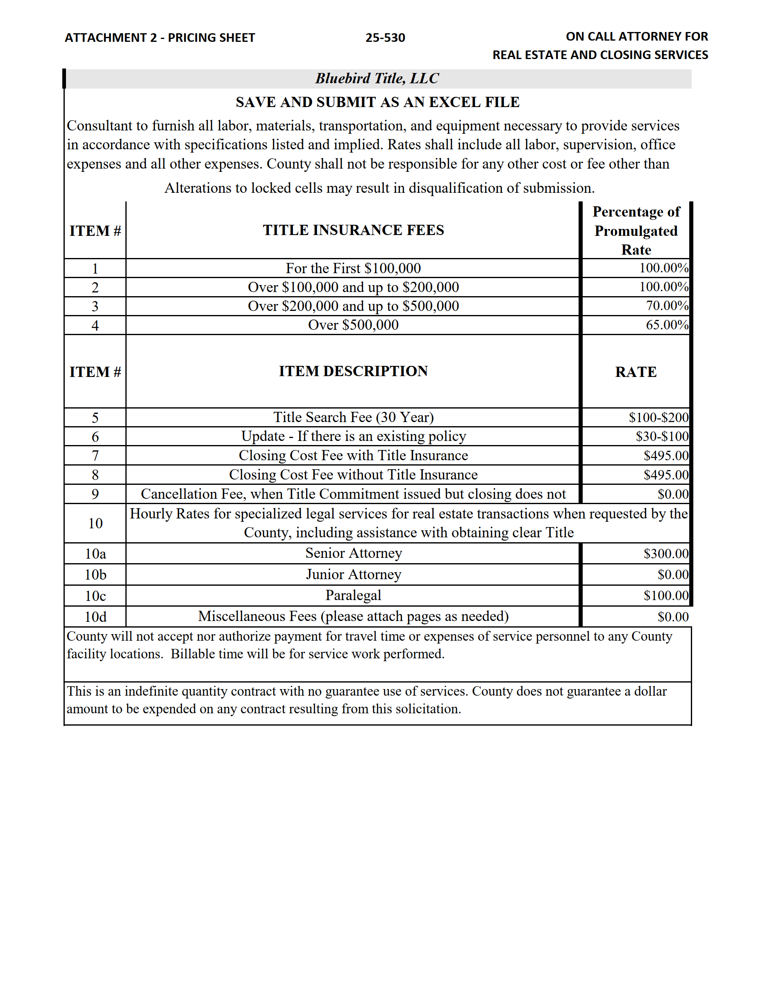 ATTACHMENT 2 - PRICING SHEET 25-530 ON CALL ATTORNEY FOR
REAL ESTATE AND CLOSING SERVICES
Bluebird Title, LLC
SAVE AND SUBMIT AS AN EXCEL FILE
Consultant to furnish all labor, materials, transportation, and equipment necessary to provide services
in accordance with specifications listed and implied. Rates shall include all labor, supervision, office
expenses and all other expenses. County shall not be responsible for any other cost or fee other than
Alterations to locked cells may result in disqualification of submission.
ITEM # TITLE INSURANCE FEES Percentage of
Promulgated
Rate
1 For the First $100,000 100.00%
2 Over $100,000 and up to $200,000 100.00%
3 Over $200,000 and up to $500,000 70.00%
4 Over $500,000 65.00%
ITEM # ITEM DESCRIPTION RATE
5 Title Search Fee (30 Year) $100-$200
6 Update - If there is an existing policy $30-$100
7 Closing Cost Fee with Title Insurance $495.00
8 Closing Cost Fee without Title Insurance $495.00
9 Cancellation Fee, when Title Commitment issued but closing does not $0.00
10 Hourly Rates for specialized legal services for real estate transactions when requested by the
County, including assistance with obtaining clear Title
10a Senior Attorney $300.00
10b Junior Attorney $0.00
10c Paralegal $100.00
10d Miscellaneous Fees (please attach pages as needed) $0.00
County will not accept nor authorize payment for travel time or expenses of service personnel to any County
facility locations.  Billable time will be for service work performed.
This is an indefinite quantity contract with no guarantee use of services. County does not guarantee a dollar
amount to be expended on any contract resulting from this solicitation.